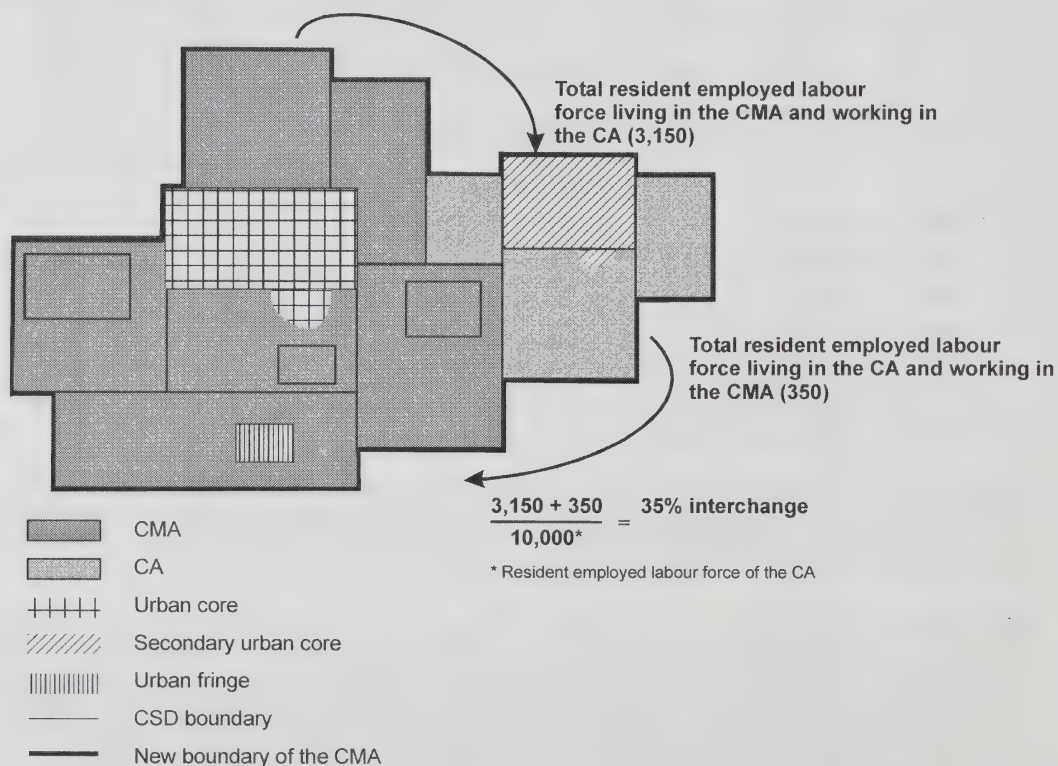 Total resident employed labour
force living in the CMA and working in
the CA (3,150)
Total resident employed labour
force living in the CA and working in
the CMA (350)
3,150 + 350
10,000*
= 35% interchange
* Resident employed labour force of the CA
CMA
CA
Urban core
Secondary urban core
Urban fringe
CSD boundary
New boundary of the CMA